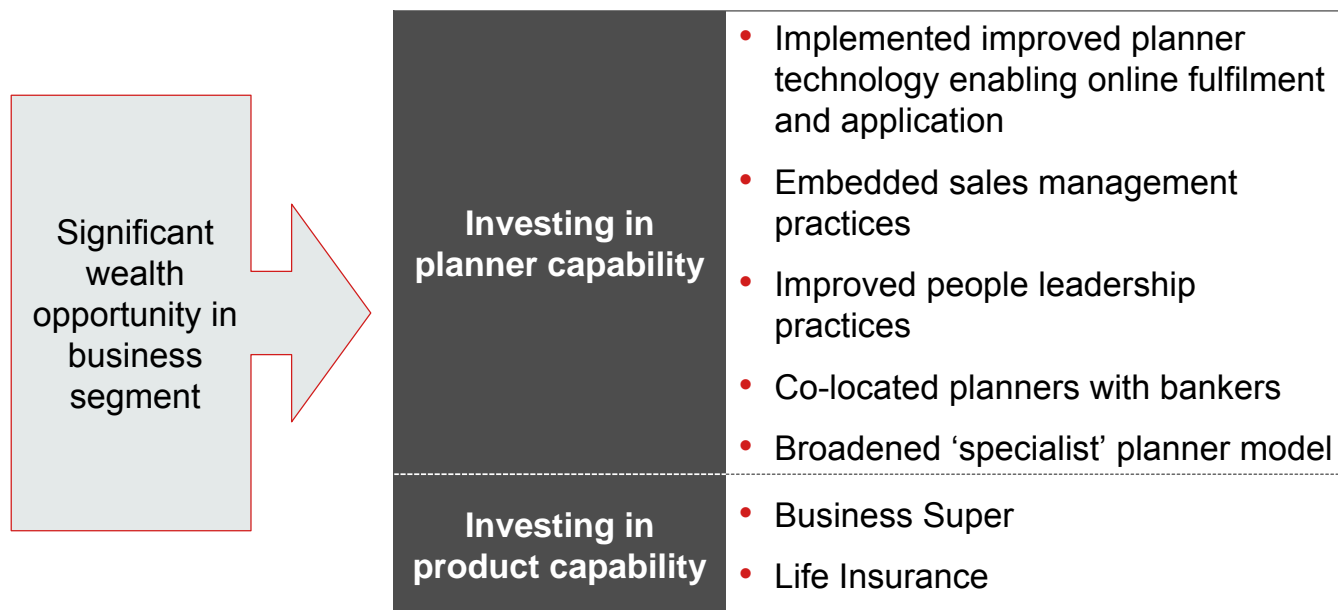 Significant
wealth
opportunity in
business
segment
Investing in
planner capability
• Implemented improved planner
technology enabling online fulfilment
and application
• Embedded sales management
practices
• Improved people leadership
practices
• Co-located planners with bankers
• Broadened ‘specialist’ planner model
Investing in
product capability
• Business Super
• Life Insurance